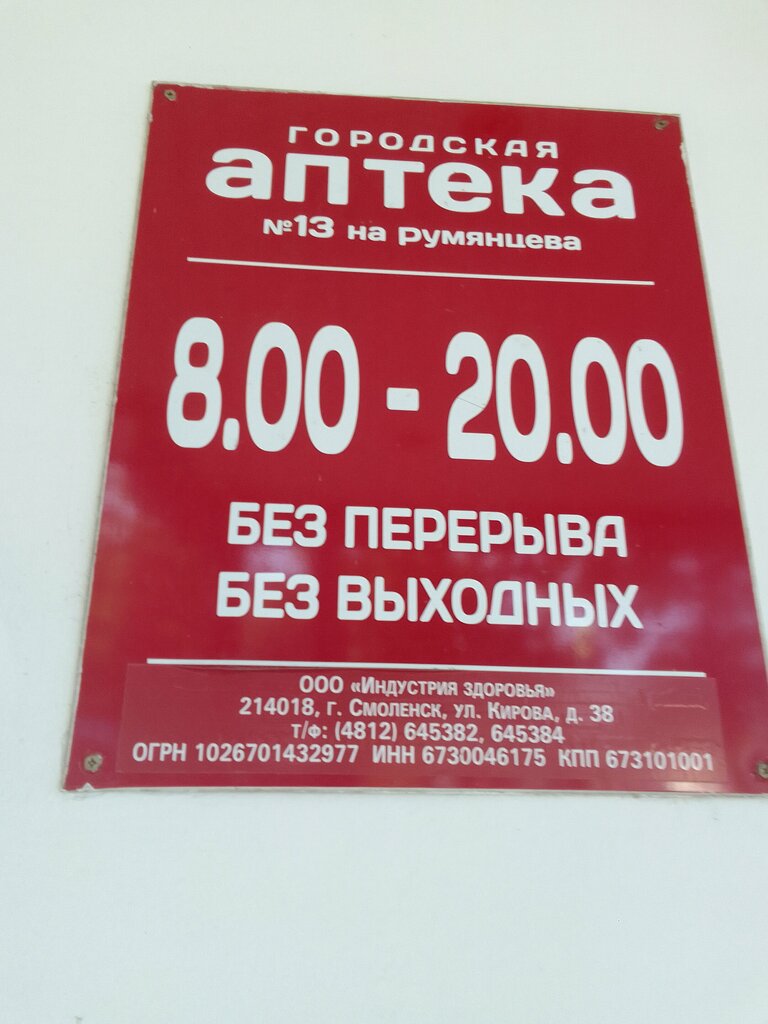 ГОРОДСКАЯ
аптека
№13 на Румянцева
8.00 - 20.00
БЕЗ ПЕРЕРЫВА
БЕЗ ВЫХОДНЫХ
ООО «Индустрия здоровья»
214018, г. Смоленск, ул. Кирова, д. 38
т/ф: (4812) 645382, 645384
ОГРН 1026701432977 ИНН 6730046175 КПП 673101001